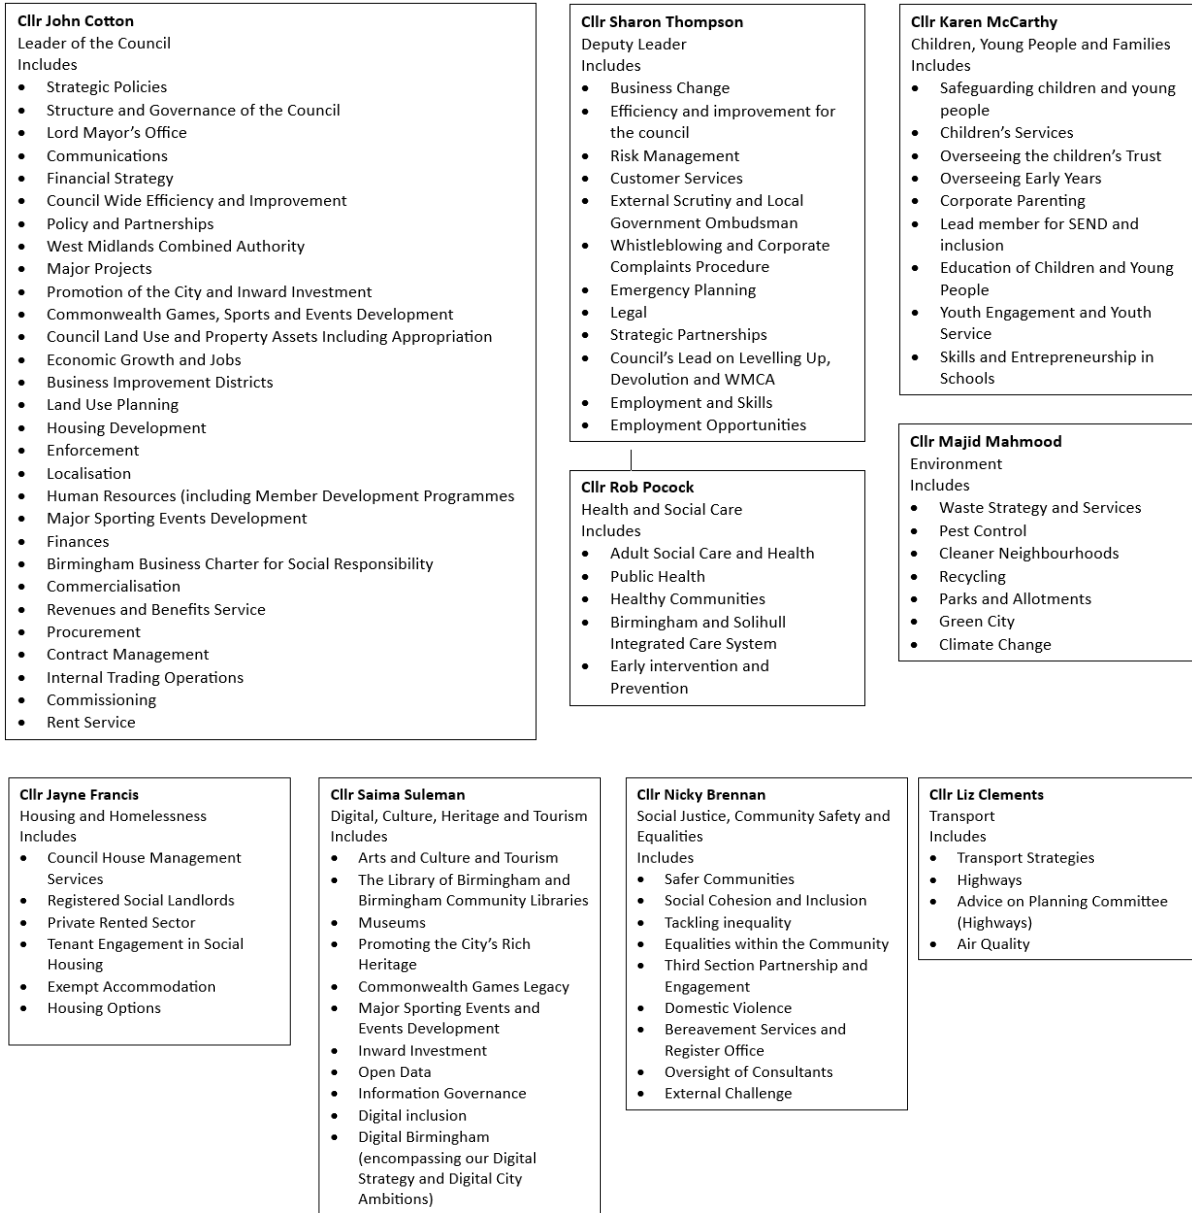 Cllr John Cotton
Leader of the Council
Includes
• Strategic Policies
• Structure and Governance of the Council
• Lord Mayor’s Office
• Communications
• Financial Strategy
• Council Wide Efficiency and Improvement
• Policy and Partnerships
• West Midlands Combined Authority
• Major Projects
• Promotion of the City and Inward Investment
• Commonwealth Games, Sports and Events Development
• Council Land Use and Property Assets Including Appropriation
• Economic Growth and Jobs
• Business Improvement Districts
• Land Use Planning
• Housing Development
• Enforcement
• Localisation
• Human Resources (including Member Development Programmes
• Major Sporting Events Development
• Finances
• Birmingham Business Charter for Social Responsibility
• Commercialisation
• Revenues and Benefits Service
• Procurement
• Contract Management
• Internal Trading Operations
• Commissioning
• Rent Service
Cllr Sharon Thompson
Deputy Leader
Includes
• Business Change
• Efficiency and improvement for
the council
• Risk Management
• Customer Services
• External Scrutiny and Local
Government Ombudsman
• Whistleblowing and Corporate
Complaints Procedure
• Emergency Planning
• Legal
• Strategic Partnerships
• Council’s Lead on Levelling Up,
Devolution and WMCA
• Employment and Skills
• Employment Opportunities
Cllr Rob Pocock
Health and Social Care
Includes
• Adult Social Care and Health
• Public Health
• Healthy Communities
• Birmingham and Solihull
Integrated Care System
• Early intervention and
Prevention
Cllr Karen McCarthy
Children, Young People and Families
Includes
• Safeguarding children and young
people
• Children’s Services
• Overseeing the children’s Trust
• Overseeing Early Years
• Corporate Parenting
• Lead member for SEND and
inclusion
• Education of Children and Young
People
• Youth Engagement and Youth
Service
• Skills and Entrepreneurship in
Schools
Cllr Majid Mahmood
Environment
Includes
• Waste Strategy and Services
• Pest Control
• Cleaner Neighbourhoods
• Recycling
• Parks and Allotments
• Green City
• Climate Change
Cllr Jayne Francis
Housing and Homelessness
Includes
• Council House Management
Services
• Registered Social Landlords
• Private Rented Sector
• Tenant Engagement in Social
Housing
• Exempt Accommodation
• Housing Options
Cllr Saima Suleman
Digital, Culture, Heritage and Tourism
Includes
• Arts and Culture and Tourism
• The Library of Birmingham and
Birmingham Community Libraries
• Museums
• Promoting the City’s Rich
Heritage
• Commonwealth Games Legacy
• Major Sporting Events and
Events Development
• Inward Investment
• Open Data
• Information Governance
• Digital inclusion
• Digital Birmingham
(encompassing our Digital
Strategy and Digital City
Ambitions)
Cllr Nicky Brennan
Social Justice, Community Safety and
Equalities
Includes
• Safer Communities
• Social Cohesion and Inclusion
• Tackling inequality
• Equalities within the Community
• Third Section Partnership and
Engagement
• Domestic Violence
• Bereavement Services and
Register Office
• Oversight of Consultants
• External Challenge
Cllr Liz Clements
Transport
Includes
• Transport Strategies
• Highways
• Advice on Planning Committee
(Highways)
• Air Quality